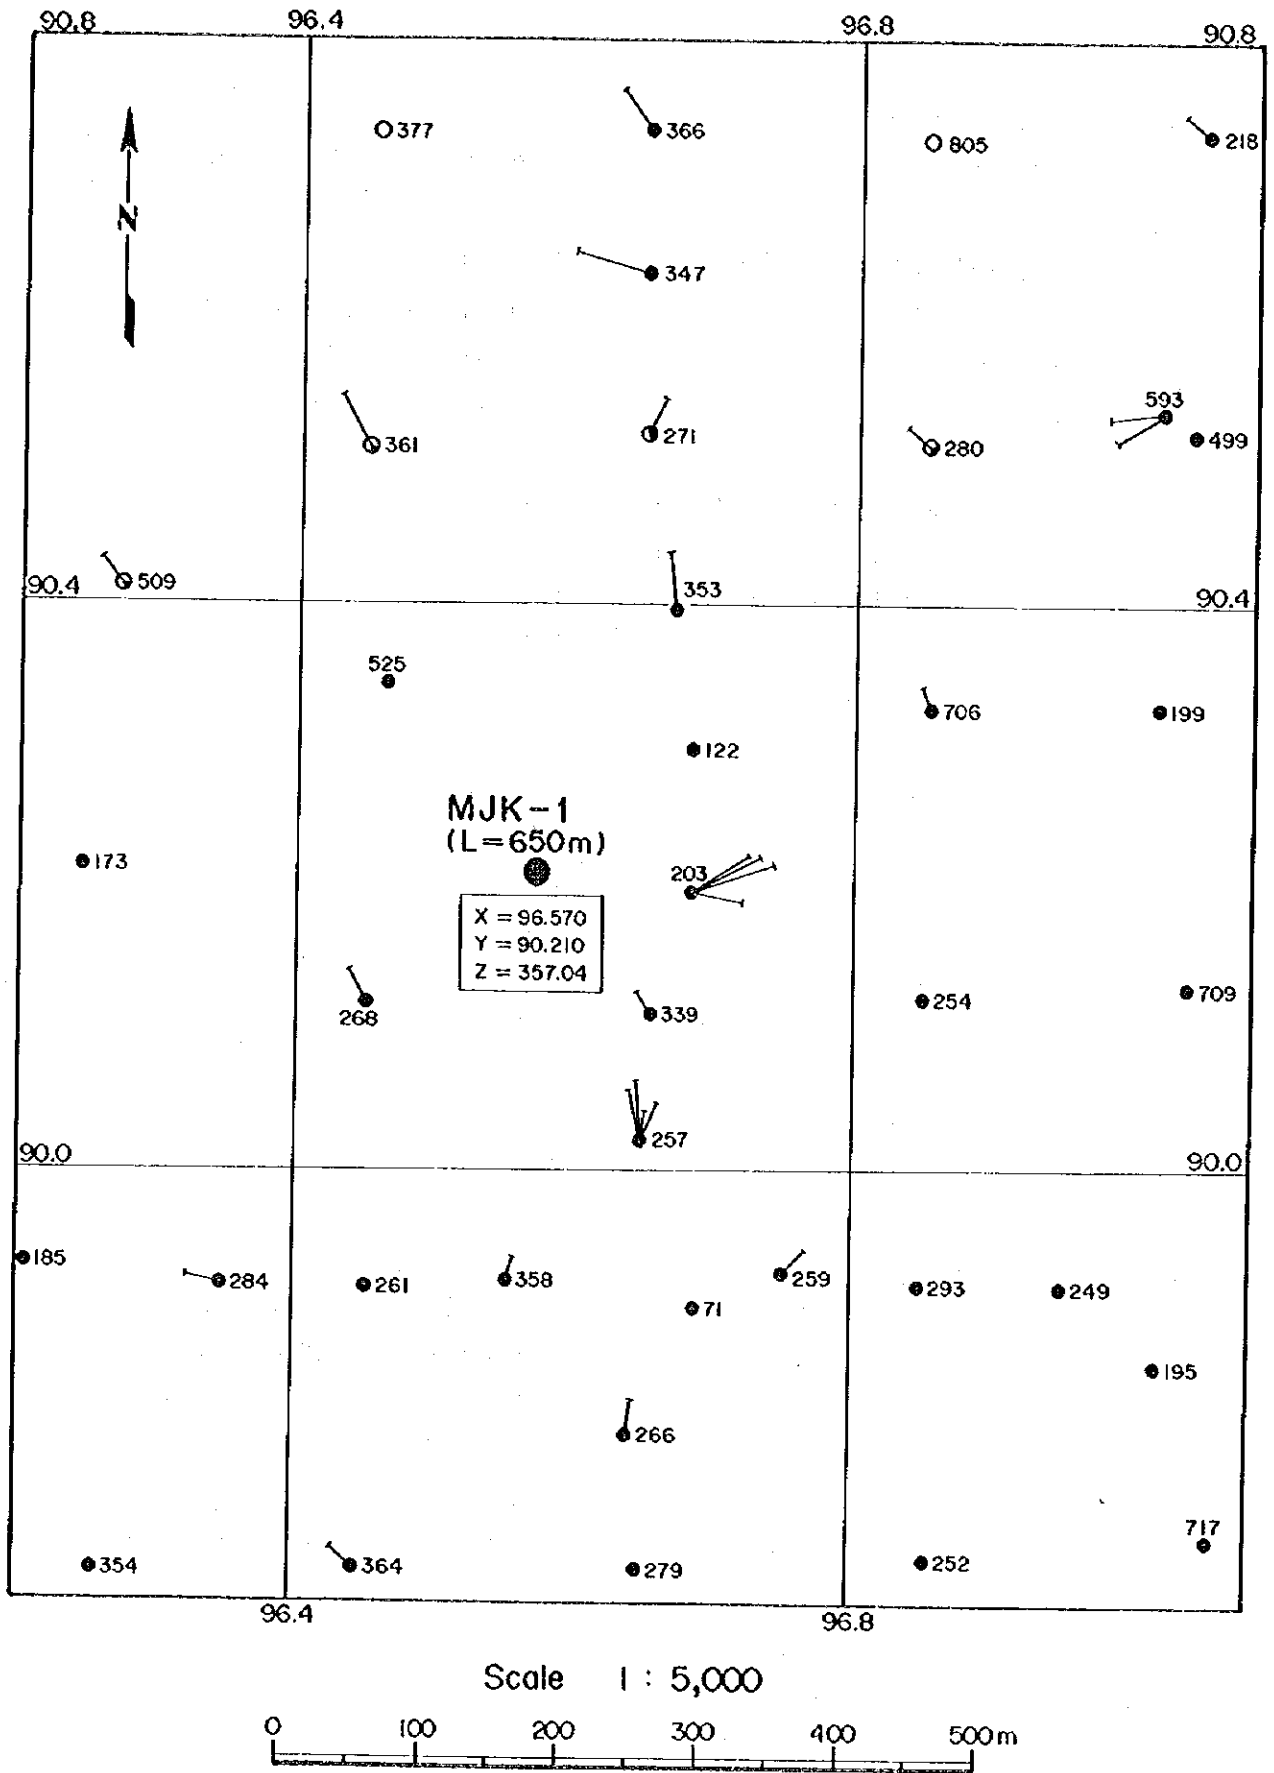 90.8 96.4 96.8 90.8
377 366 805 218
N
347
593
361 271 280 499
509 353
90.4 90.4
525
706 199
122
MJK-1
(L=650m)
173 203
X = 96.570
Y = 90.210
Z = 357.04
268 339 254 709
257
90.0 90.0
185 284 261 358 259 293 249
71
195
266
717
354 364 279 252
96.4 96.8
Scale 1 : 5,000
0 100 200 300 400 500m